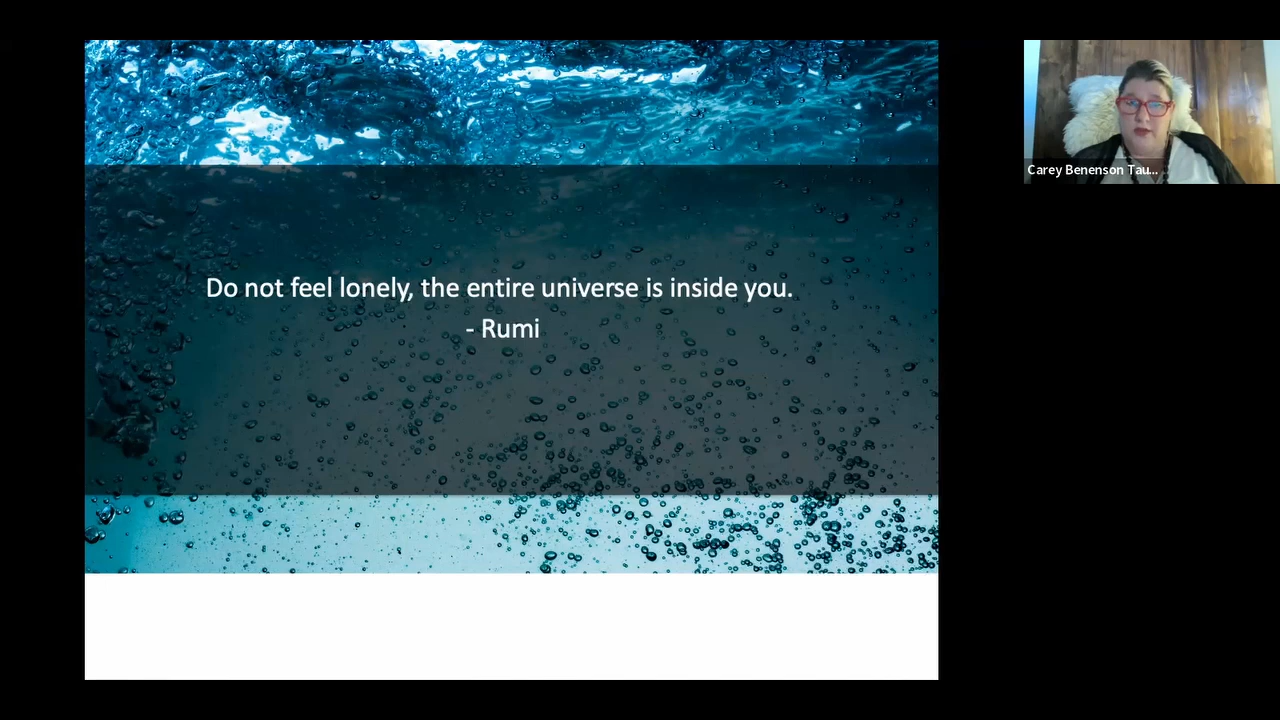 Do not feel lonely, the entire universe is inside you.
- Rumi
Carey Benenson Tau...